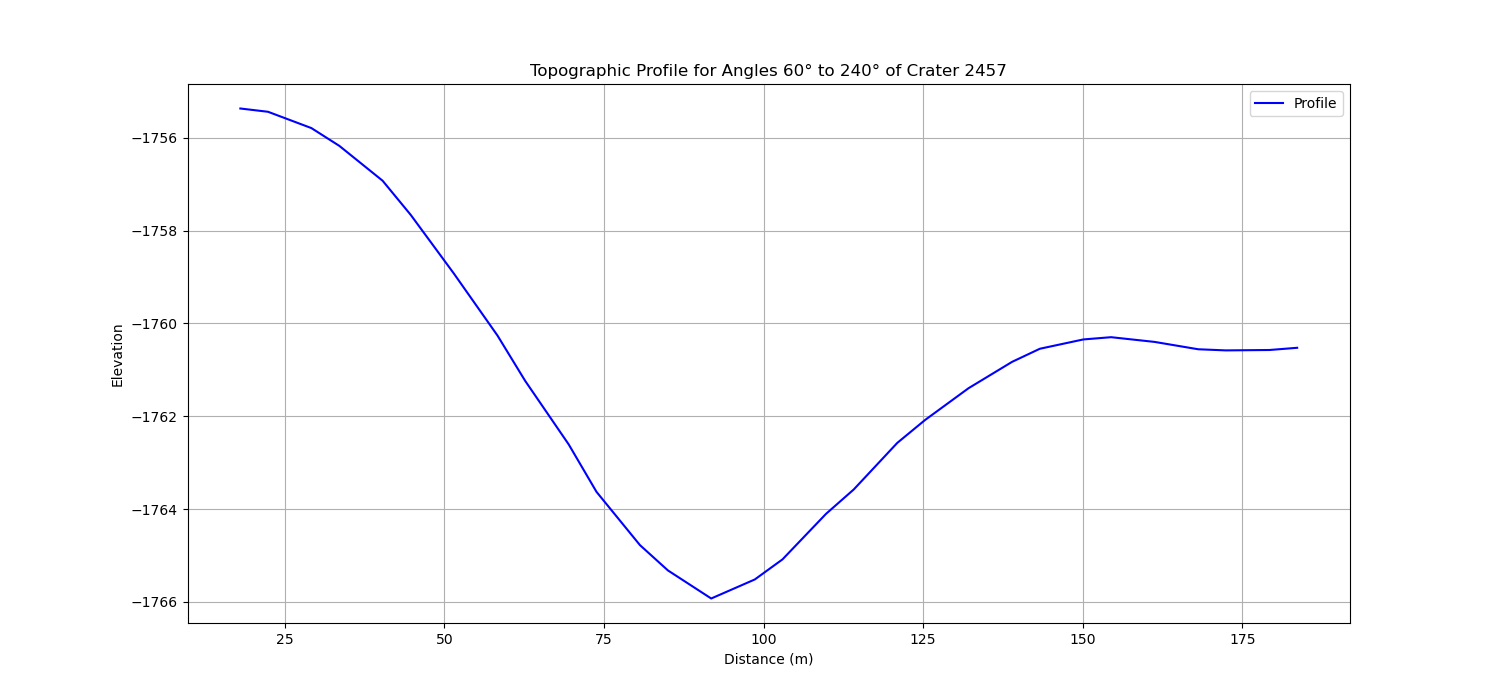 Topographic Profile for Angles 60° to 240° of Crater 2457
Profile
−1756
−1758
−1760
−1762
−1764
−1766
Elevation
25 50 75 100 125 150 175
Distance (m)